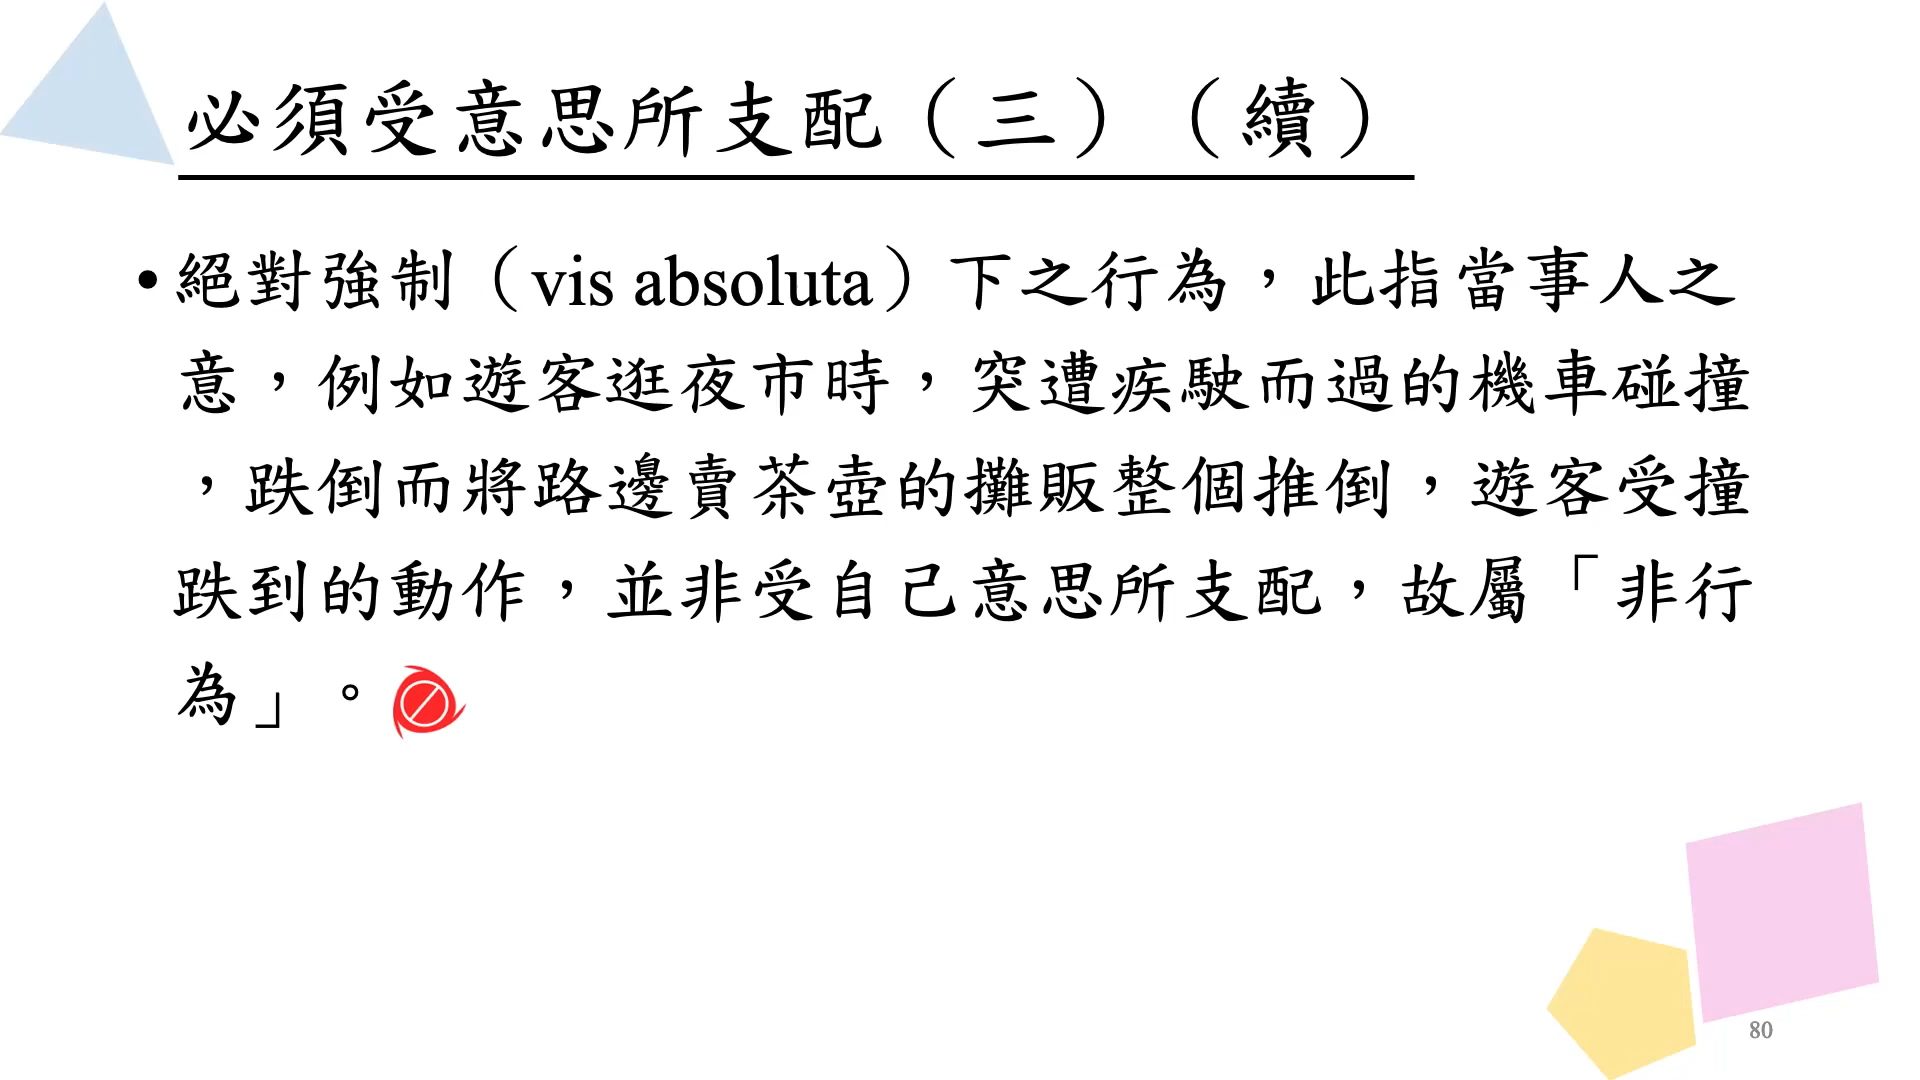 必須受意思所支配（三）（續）
•絕對強制（vis absoluta）下之行為，此指當事人之
意，例如遊客逛夜市時，突遭疾駛而過的機車碰撞
，跌倒而將路邊賣茶壺的攤販整個推倒，遊客受撞
跌到的動作，並非受自己意思所支配，故屬「非行
為」。
80